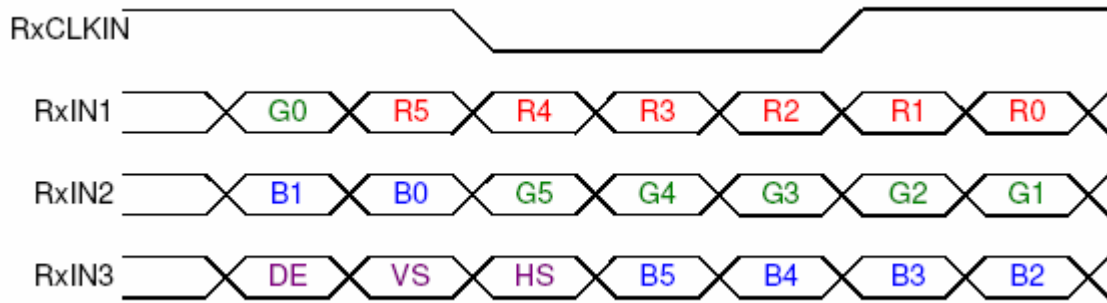 RxCLKIN
RxIN1 G0 R5 R4 R3 R2 R1 R0
RxIN2 B1 B0 G5 G4 G3 G2 G1
RxIN3 DE VS HS B5 B4 B3 B2